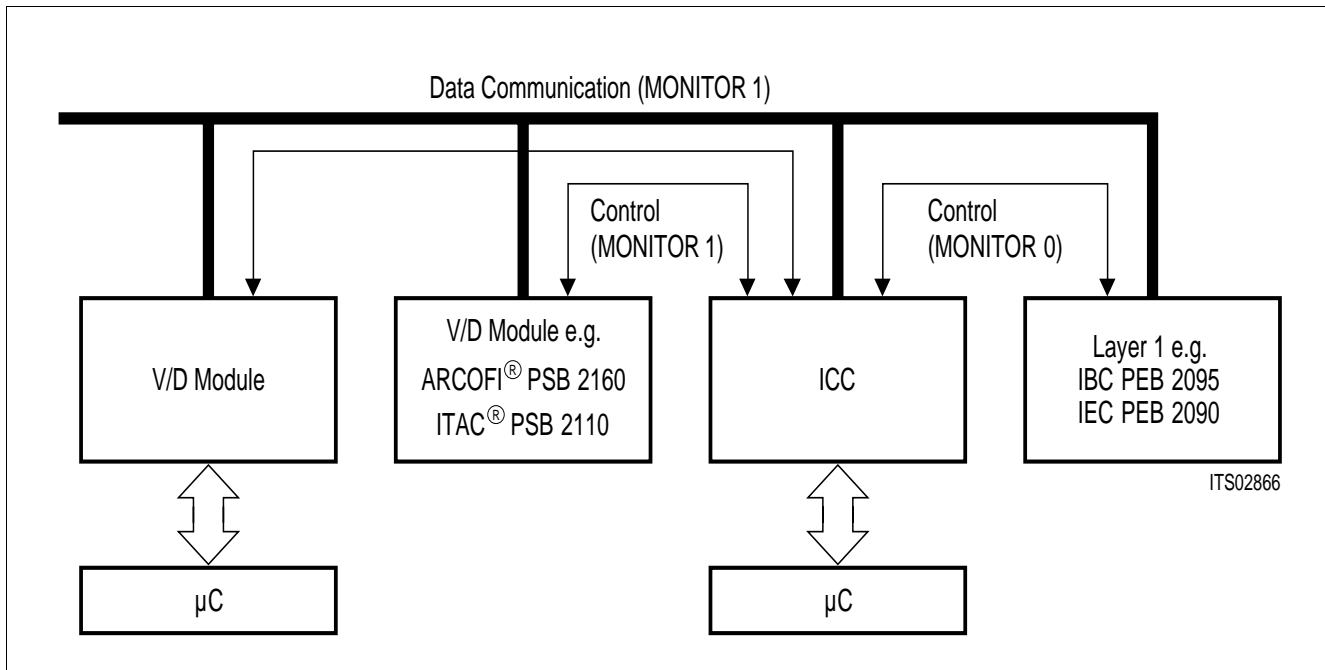 Data Communication (MONITOR 1)
Control
(MONITOR 1)
Control
(MONITOR 0)
V/D Module
V/D Module e.g.
ARCOFI® PSB 2160
ITAC® PSB 2110
ICC
Layer 1 e.g.
IBC PEB 2095
IEC PEB 2090
ITS02866
µC
µC